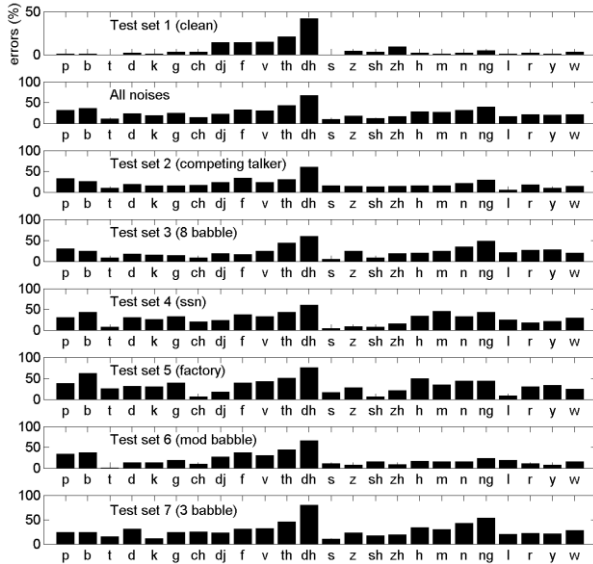 errors (%)
50
Test set 1 (clean)
0
p b t d k g ch dj f v th dh s z sh zh h m n ng l r y w
100
All noises
50
0
p b t d k g ch dj f v th dh s z sh zh h m n ng l r y w
100
Test set 2 (competing talker)
50
0
p b t d k g ch dj f v th dh s z sh zh h m n ng l r y w
100
Test set 3 (8 babble)
50
0
p b t d k g ch dj f v th dh s z sh zh h m n ng l r y w
100
Test set 4 (ssn)
50
0
p b t d k g ch dj f v th dh s z sh zh h m n ng l r y w
100
Test set 5 (factory)
50
0
p b t d k g ch dj f v th dh s z sh zh h m n ng l r y w
100
Test set 6 (mod babble)
50
0
p b t d k g ch dj f v th dh s z sh zh h m n ng l r y w
100
Test set 7 (3 babble)
50
0
p b t d k g ch dj f v th dh s z sh zh h m n ng l r y w